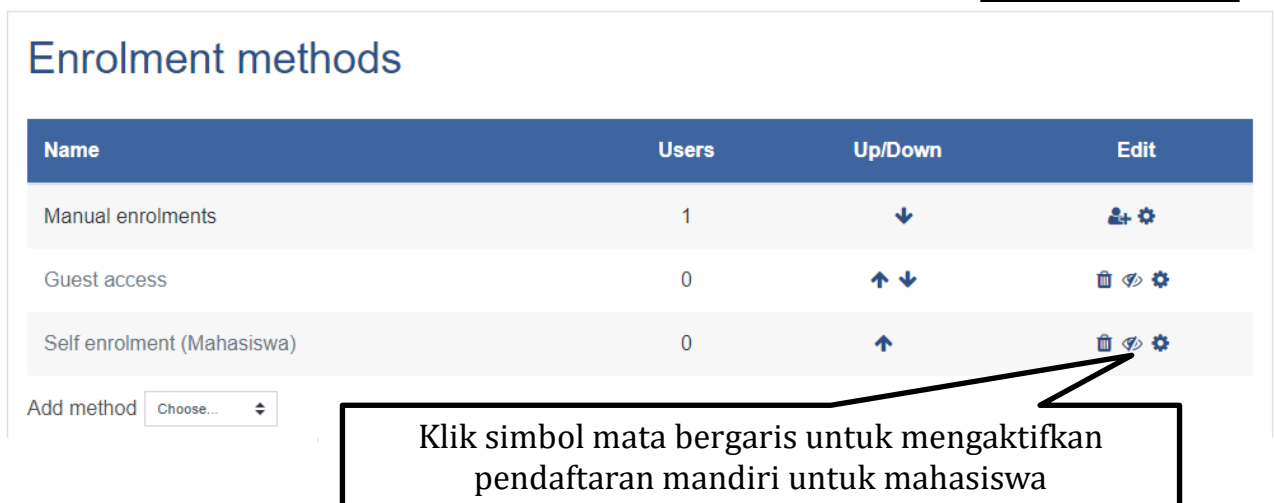 Enrolment methods
Name Users Up/Down Edit
Manual enrolments 1
Guest access 0
Self enrolment (Mahasiswa) 0
Add method Choose...
Klik simbol mata bergaris untuk mengaktifkan
pendaftaran mandiri untuk mahasiswa